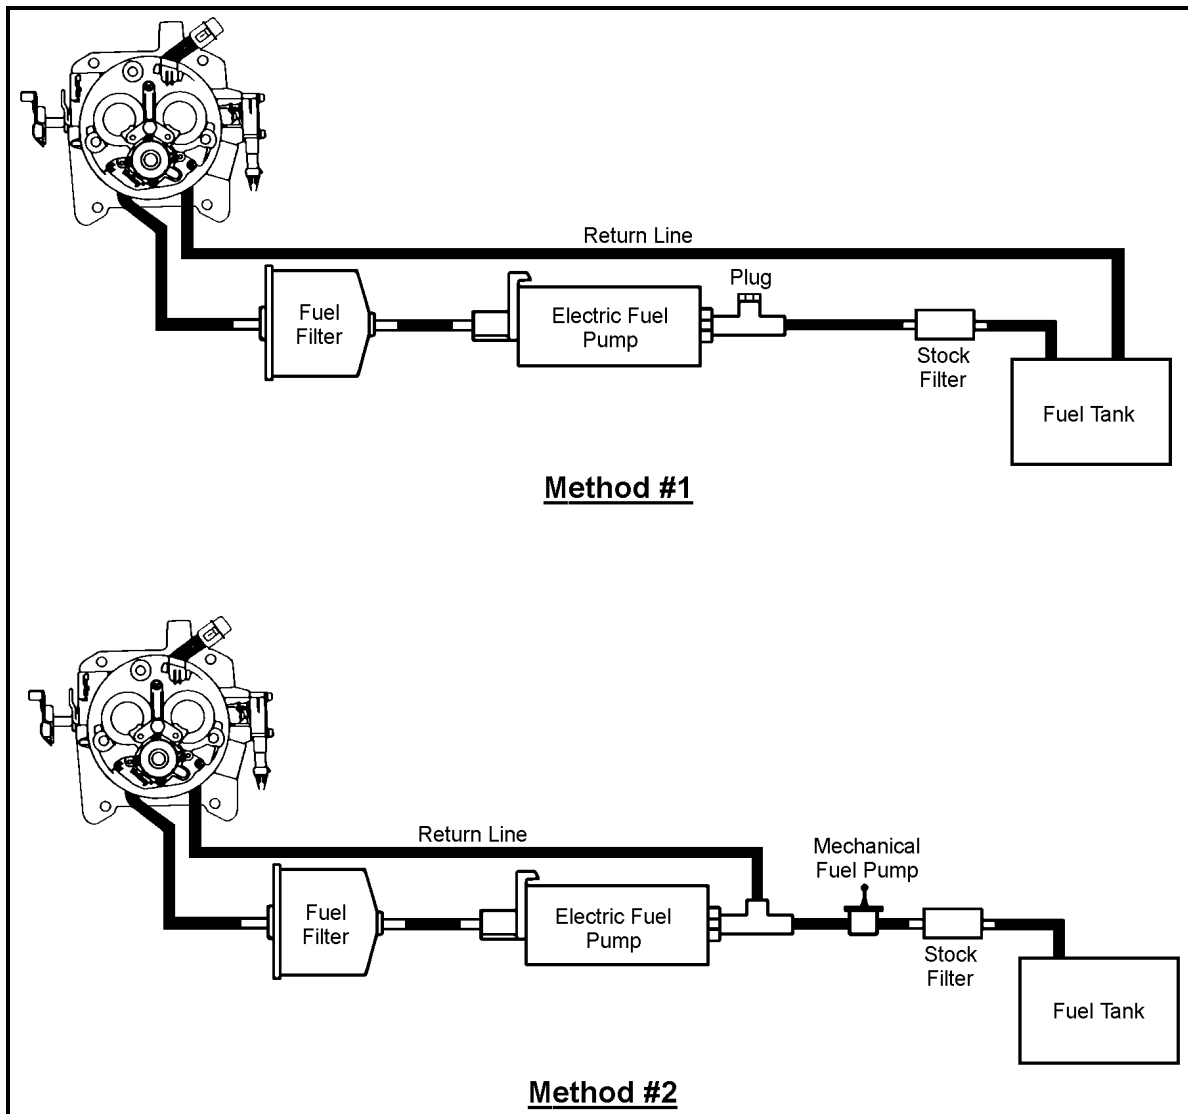 Return Line
Plug
Fuel
Filter
Electric Fuel
Pump
Stock
Filter
Fuel Tank
Method #1
Return Line
Mechanical
Fuel Pump
Fuel
Filter
Electric Fuel
Pump
Stock
Filter
Fuel Tank
Method #2